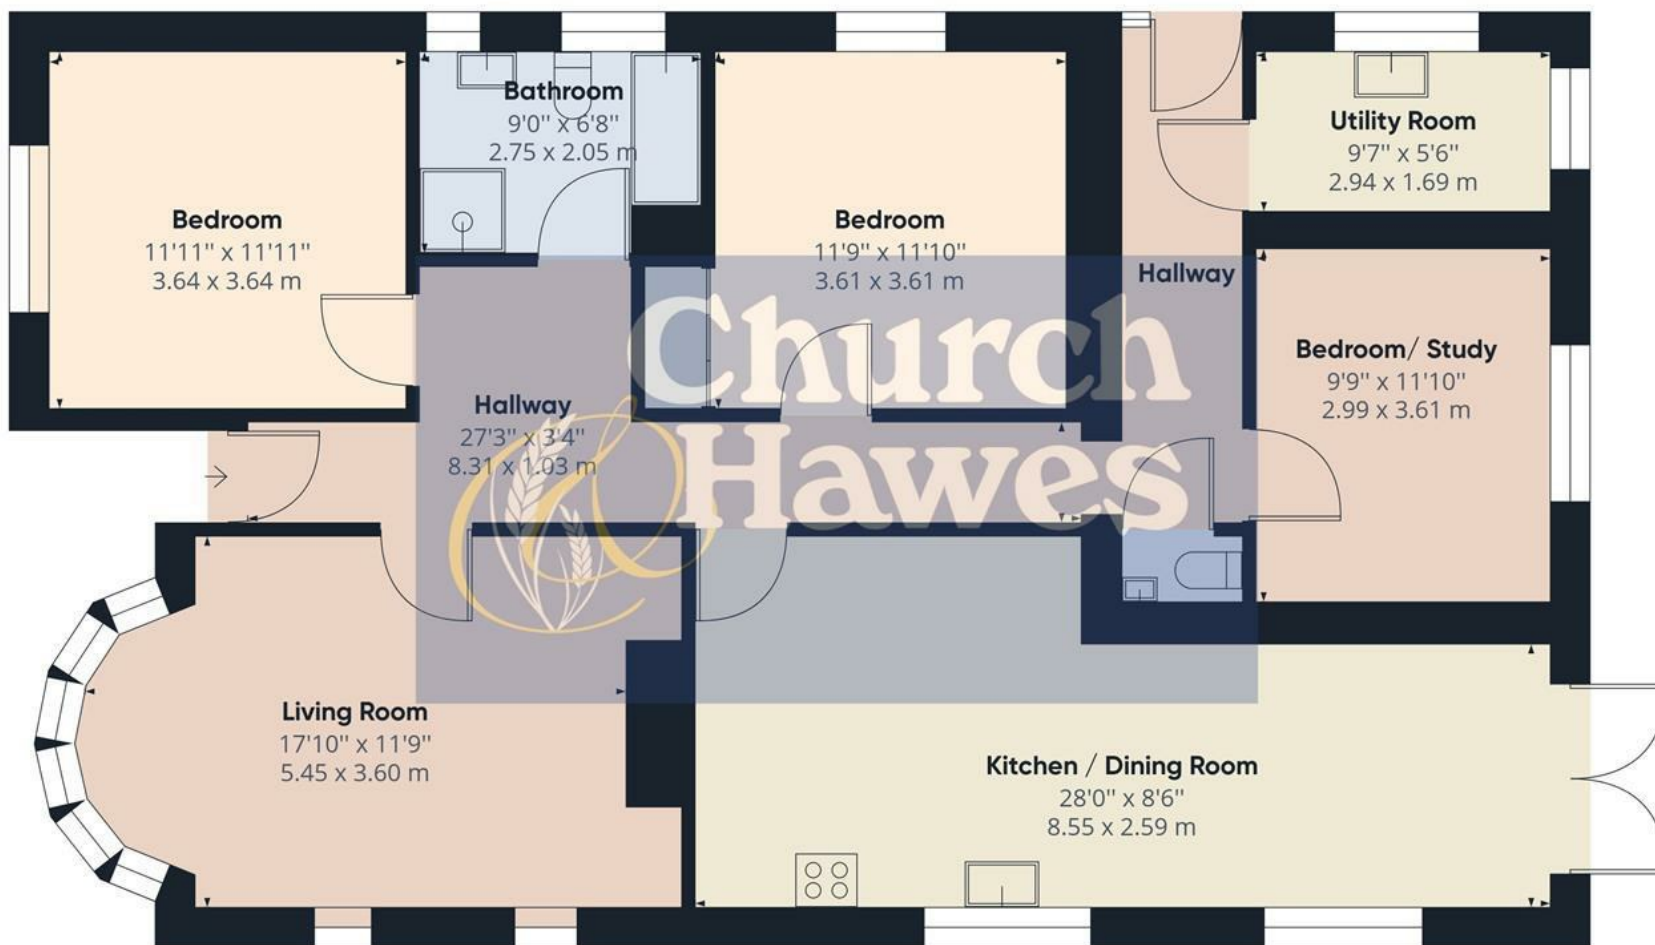 Bathroom
9'0" x 6'8"
2.75 x 2.05 m
Utility Room
9'7" x 5'6"
2.94 x 1.69 m
Bedroom
11'11" x 11'11"
3.64 x 3.64 m
Bedroom
11'9" x 11'10"
3.61 x 3.61 m
Hallway
Bedroom/ Study
9'9" x 11'10"
2.99 x 3.61 m
Church
& Hawes
Hallway
27'3" x 3'4"
8.31 x 1.03 m
Living Room
17'10" x 11'9"
5.45 x 3.60 m
Kitchen / Dining Room
28'0" x 8'6"
8.55 x 2.59 m